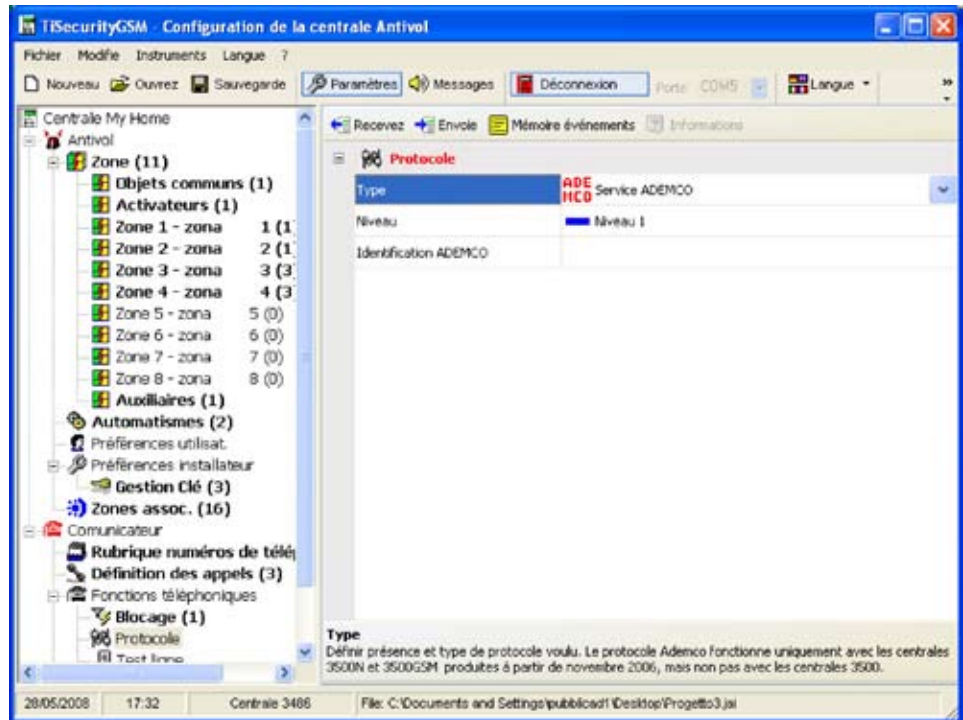 TiSecurityGSM - Configuration de la centrale Antivol
Fichier Modifie Instruments Langue ?
Nouveau Ouvrez Sauvegarde Paramètres Messages Déconnexion Porte: COM5 Langue
Centrale My Home
Antivol
Zone (11)
Objets communs (1)
Activateurs (1)
Zone 1 - zona 1 (1
Zone 2 - zona 2 (1
Zone 3 - zona 3 (3
Zone 4 - zona 4 (3
Zone 5 - zona 5 (0)
Zone 6 - zona 6 (0)
Zone 7 - zona 7 (0)
Zone 8 - zona 8 (0)
Auxiliaires (1)
Automatismes (2)
Préférences utilisat.
Préférences installateur
Gestion Clé (3)
Zones assoc. (16)
Comunicateur
Rubrique numéros de télép
Définition des appels (3)
Fonctions téléphoniques
Blocage (1)
Protocole
Test ligne
Recevez Envoie Mémoire événements Informations
Protocole
Type ADEMCO Service ADEMCO
Niveau Niveau 1
Identification ADEMCO
Type
Définir présence et type de protocole voulu. Le protocole Ademco fonctionne uniquement avec les centrales
3500N et 3500GSM produites à partir de novembre 2006, mais non pas avec les centrales 3500.
28/05/2008 17:32 Centrale 3486 File: C:\Documents and Settings\pubblicad1\Desktop\Progetto3.jai